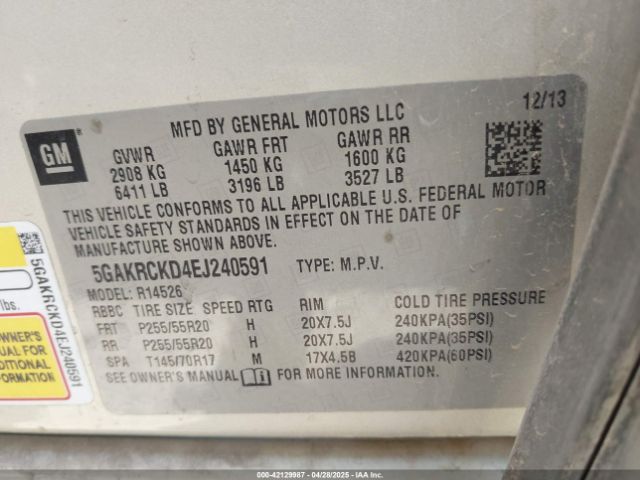 GM
MFD BY GENERAL MOTORS LLC
12/13
GVWR GAWR FRT GAWR RR
2908 KG 1450 KG 1600 KG
6411 LB 3196 LB 3527 LB
THIS VEHICLE CONFORMS TO ALL APPLICABLE U.S. FEDERAL MOTOR
VEHICLE SAFETY STANDARDS IN EFFECT ON THE DATE OF
MANUFACTURE SHOWN ABOVE.
5GAKRCKD4EJ240591 TYPE: M.P.V.
MODEL: R14526
RBBC TIRE SIZE SPEED RTG RIM COLD TIRE PRESSURE
FRT P255/55R20 H 20X7.5J 240KPA(35PSI)
RR P255/55R20 H 20X7.5J 240KPA(35PSI)
SPA T145/70R17 M 17X4.5B 420KPA(60PSI)
SEE OWNER'S MANUAL FOR MORE INFORMATION.
5GAKRCKD4EJ240591
lbs.
OWNER'S
MANUAL FOR
ADDITIONAL
INFORMATION
000-42129987 - 04/28/2025 - IAA Inc.